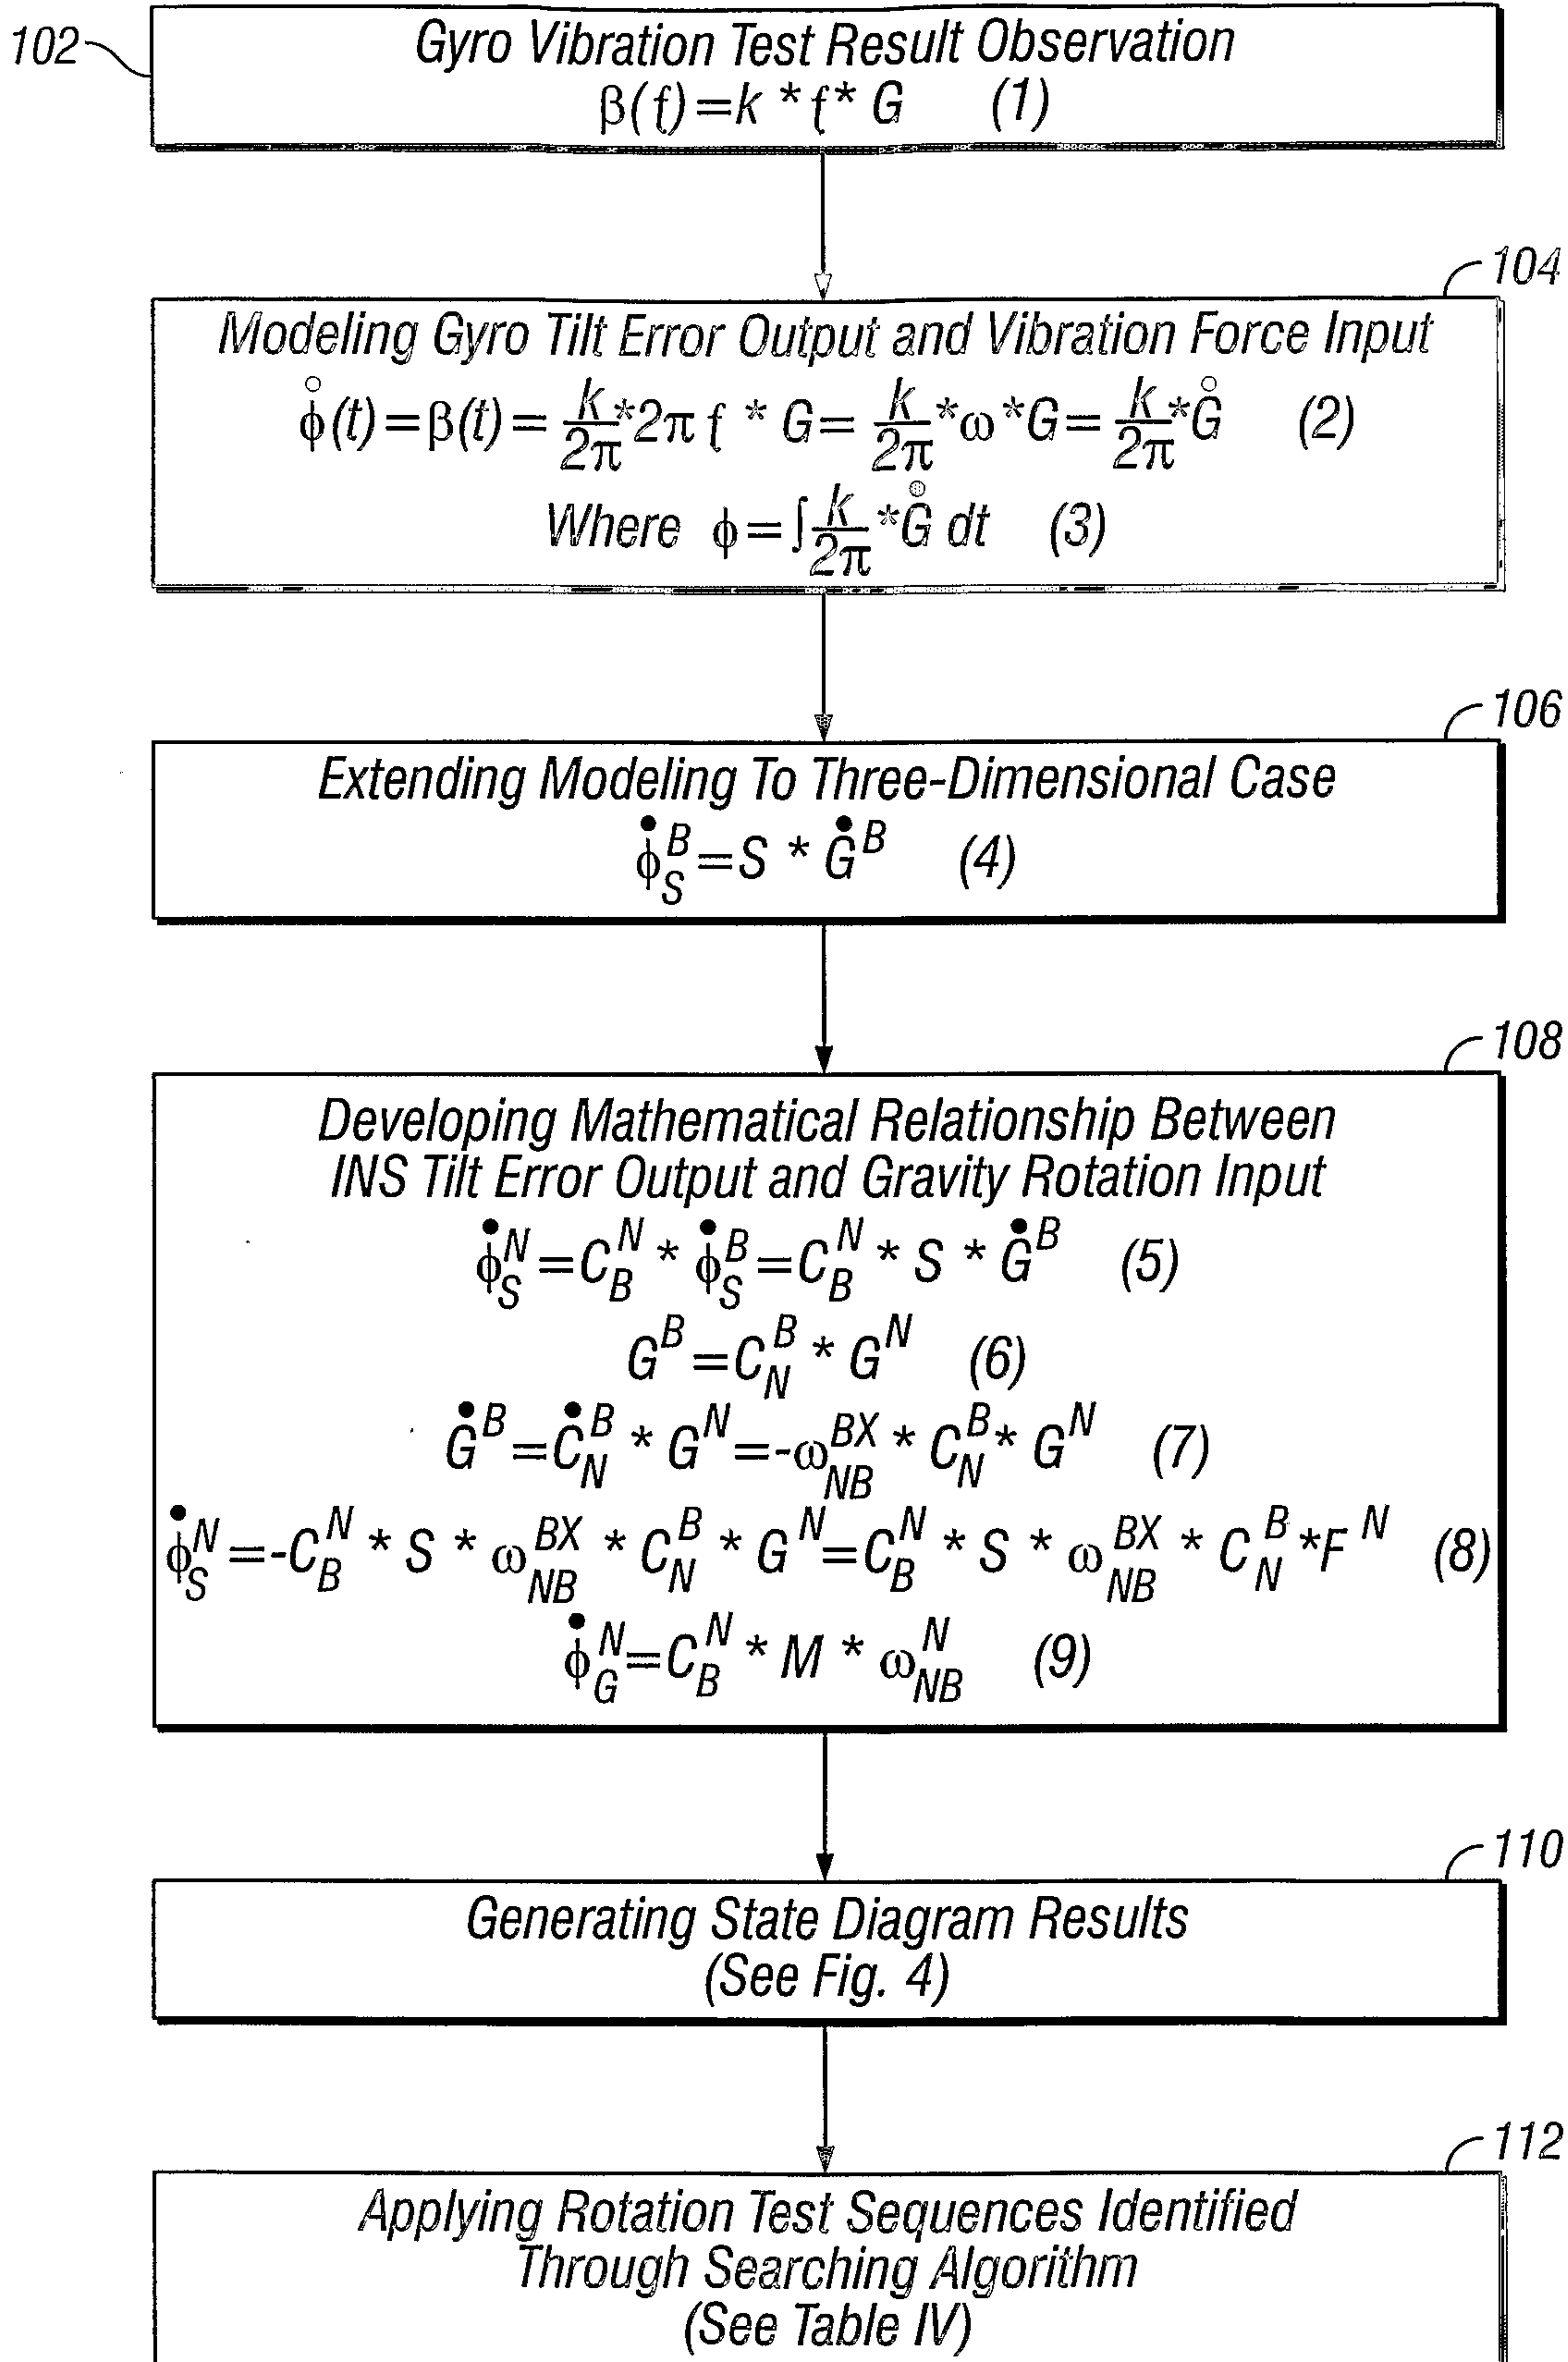 102
Gyro Vibration Test Result Observation
β(f)=k * f * G (1)
104
Modeling Gyro Tilt Error Output and Vibration Force Input
ϕ̇(t)=β(t)=k/2π*2π f * G=k/2π*ω*G=k/2π*Ġ (2)
Where ϕ=∫k/2π*Ġ dt (3)
106
Extending Modeling To Three-Dimensional Case
ϕ̇_S^B=S * Ġ^B (4)
108
Developing Mathematical Relationship Between
INS Tilt Error Output and Gravity Rotation Input
ϕ̇_S^N=C_B^N * ϕ̇_S^B=C_B^N * S * Ġ^B (5)
G^B=C_N^B * G^N (6)
Ġ^B=Ċ_N^B * G^N=-ω_NB^BX * C_N^B * G^N (7)
ϕ̇_S^N=-C_B^N * S * ω_NB^BX * C_N^B * G^N=C_B^N * S * ω_NB^BX * C_N^B *F^N (8)
ϕ̇_G^N=C_B^N * M * ω_NB^N (9)
110
Generating State Diagram Results
(See Fig. 4)
112
Applying Rotation Test Sequences Identified
Through Searching Algorithm
(See Table IV)